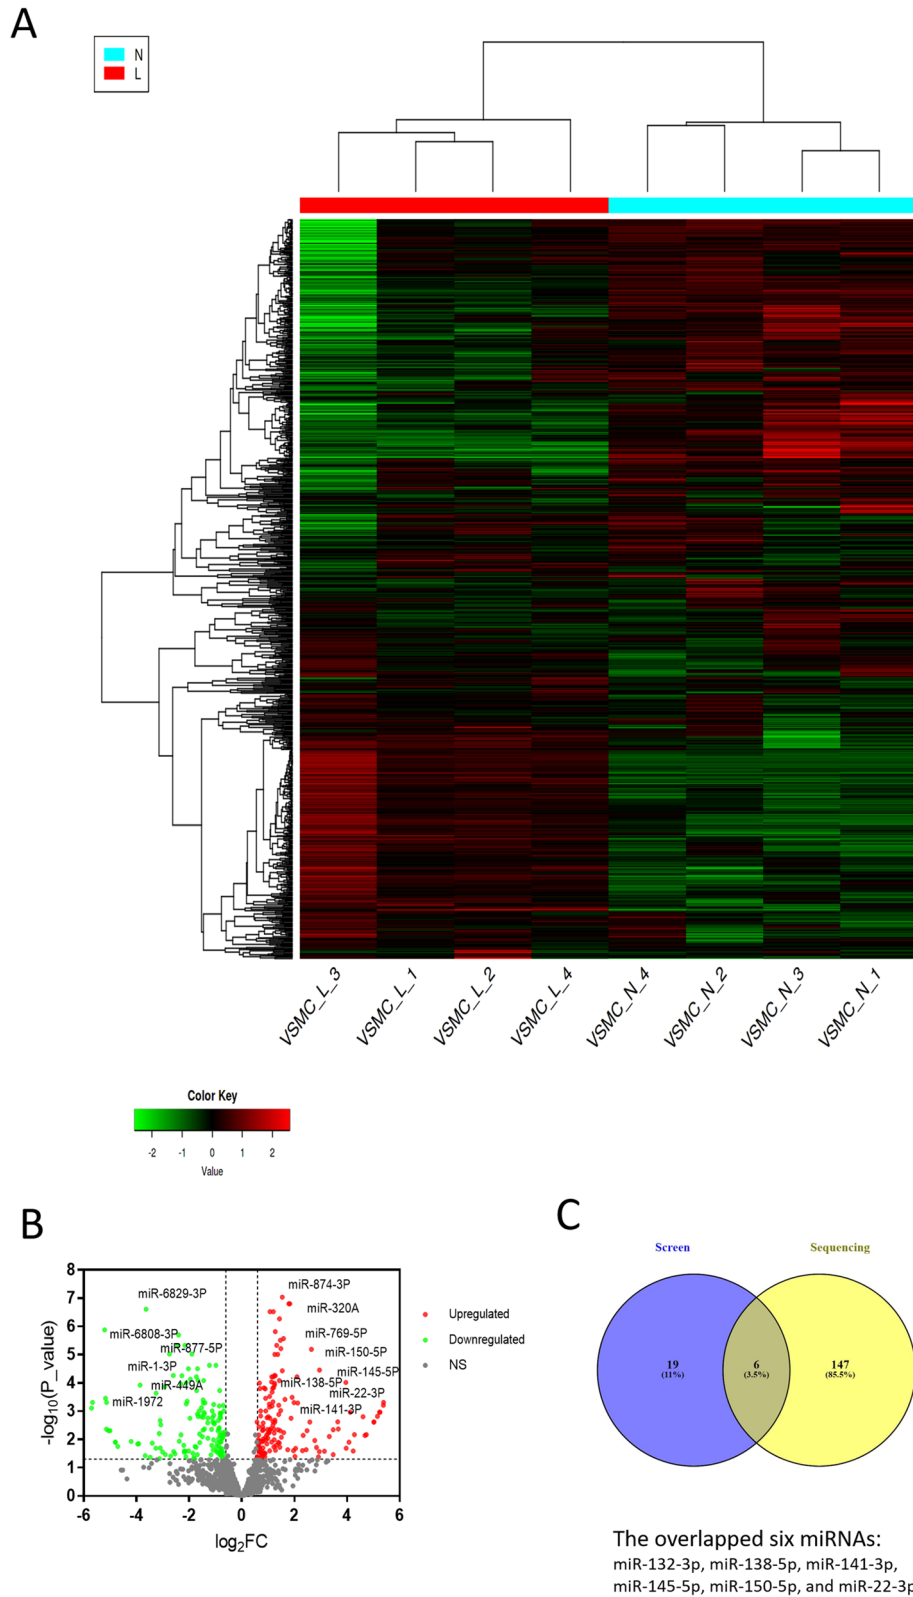 A
N
L
VSMC_L_3
VSMC_L_1
VSMC_L_2
VSMC_L_4
VSMC_N_4
VSMC_N_2
VSMC_N_3
VSMC_N_1
Color Key
-2 -1 0 1 2
Value
B
8
7
6
5
4
3
2
1
0
-log10(P_value)
miR-6829-3P
miR-6808-3P
miR-877-5P
miR-1-3P
miR-449A
miR-1972
miR-874-3P
miR-320A
miR-769-5P
miR-150-5P
miR-145-5P
miR-138-5P
miR-22-3P
miR-141-3P
-6 -4 -2 0 2 4 6
log2FC
Upregulated
Downregulated
NS
C
Screen Sequencing
19 6 147
(11%) (3.5%) (85.5%)
The overlapped six miRNAs:
miR-132-3p, miR-138-5p, miR-141-3p,
miR-145-5p, miR-150-5p, and miR-22-3p